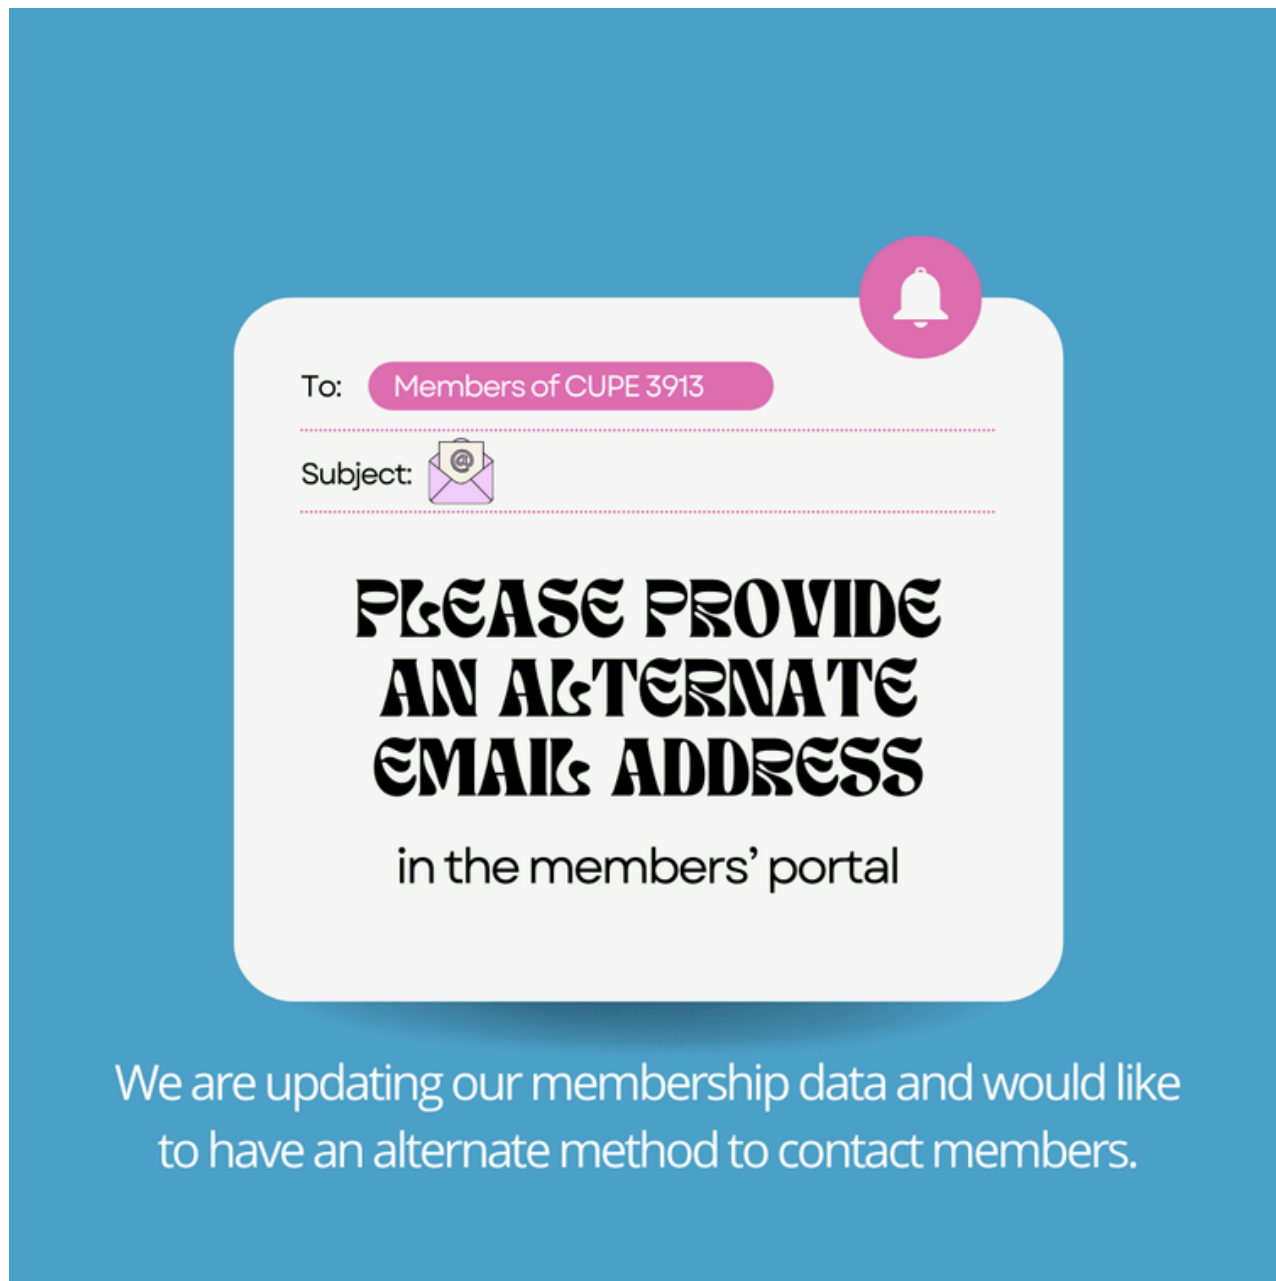 To: Members of CUPE 3913
Subject: @
PLEASE PROVIDE
AN ALTERNATE
EMAIL ADDRESS
in the members’ portal
We are updating our membership data and would like
to have an alternate method to contact members.